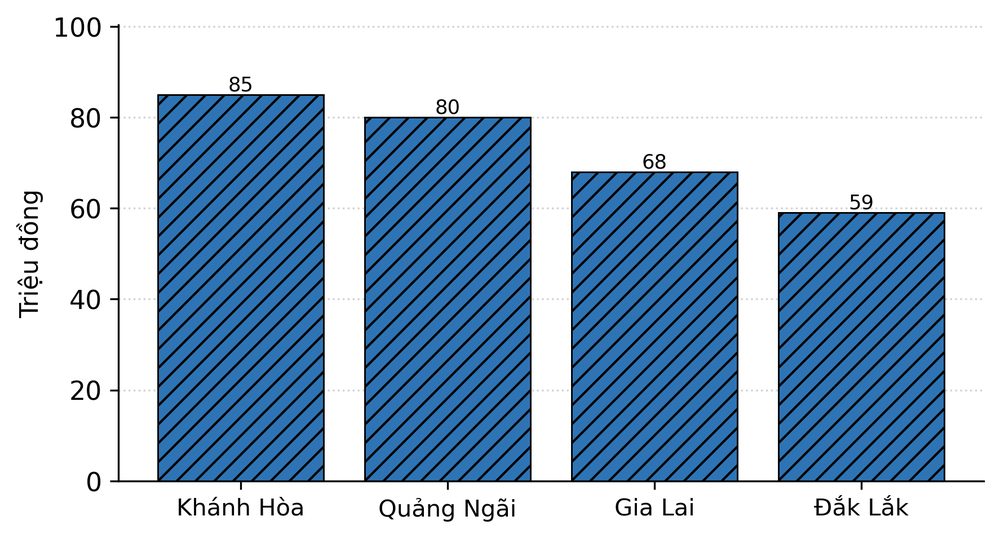 Triệu đồng
100
80
60
40
20
0
85
80
68
59
Khánh Hòa
Quảng Ngãi
Gia Lai
Đắk Lắk